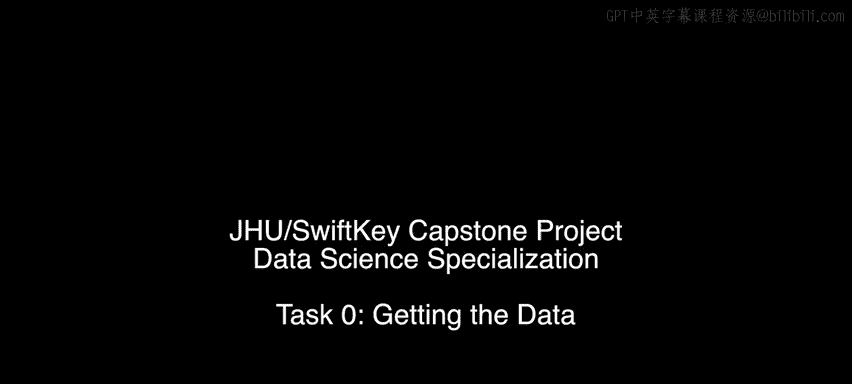 GPT中英字幕课程资源@bilibili.com
JHU/SwiftKey Capstone Project
Data Science Specialization
Task 0: Getting the Data